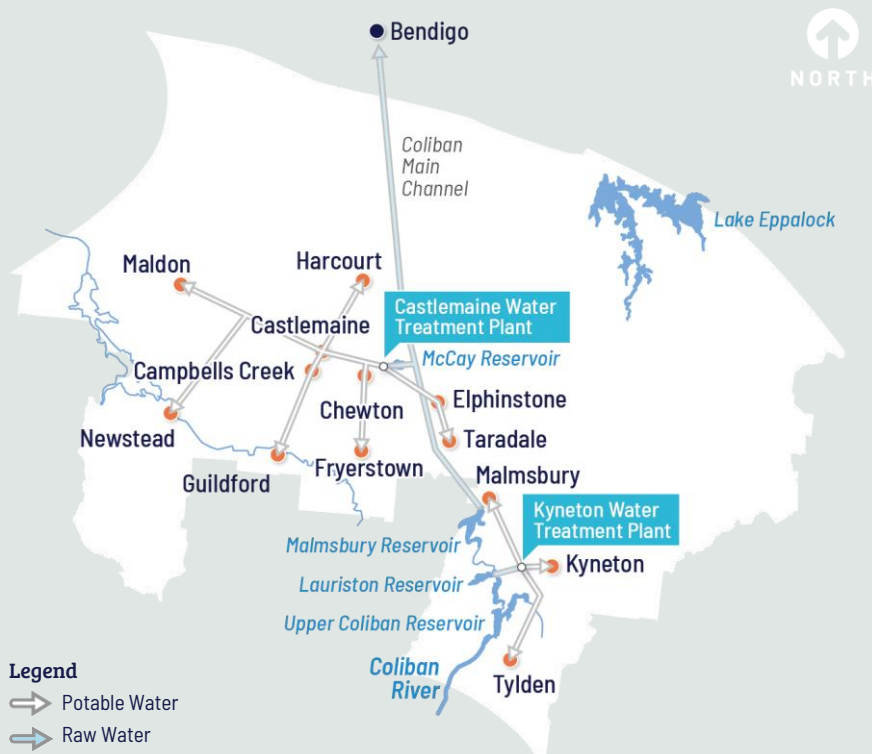 Bendigo
NORTH
Coliban
Main
Channel
Lake Eppalock
Maldon
Harcourt
Castlemaine Water
Treatment Plant
Castlemaine
McCay Reservoir
Campbells Creek
Chewton
Elphinstone
Newstead
Taradale
Guildford
Fryerstown
Malmsbury
Kyneton Water
Treatment Plant
Malmsbury Reservoir
Kyneton
Lauriston Reservoir
Upper Coliban Reservoir
Coliban
River
Tylden
Legend
Potable Water
Raw Water